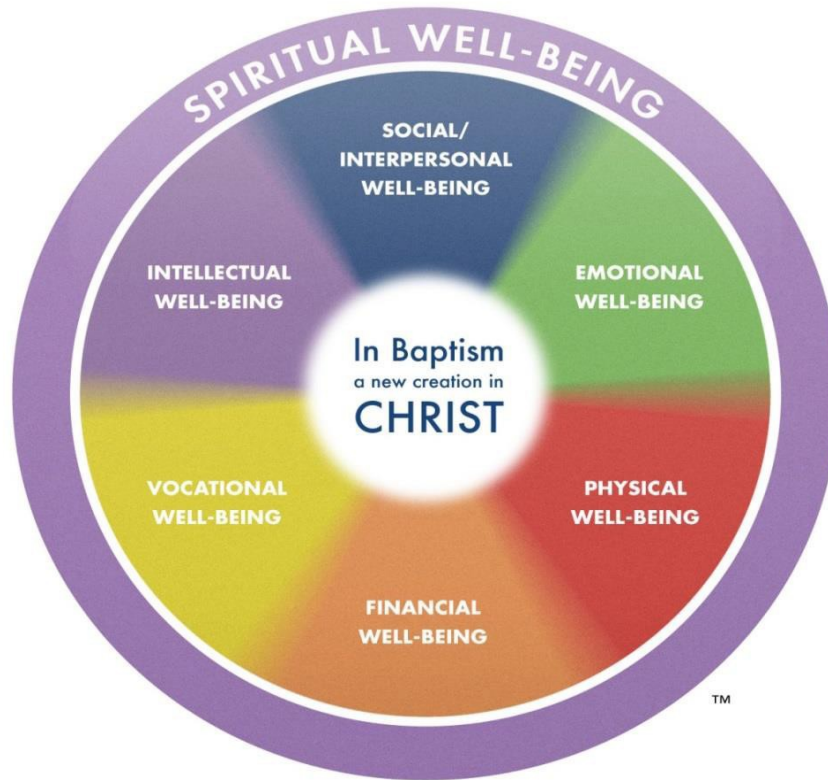 SPIRITUAL WELL-BEING
SOCIAL/
INTERPERSONAL
WELL-BEING
INTELLECTUAL
WELL-BEING
EMOTIONAL
WELL-BEING
In Baptism
a new creation in
CHRIST
VOCATIONAL
WELL-BEING
PHYSICAL
WELL-BEING
FINANCIAL
WELL-BEING
TM